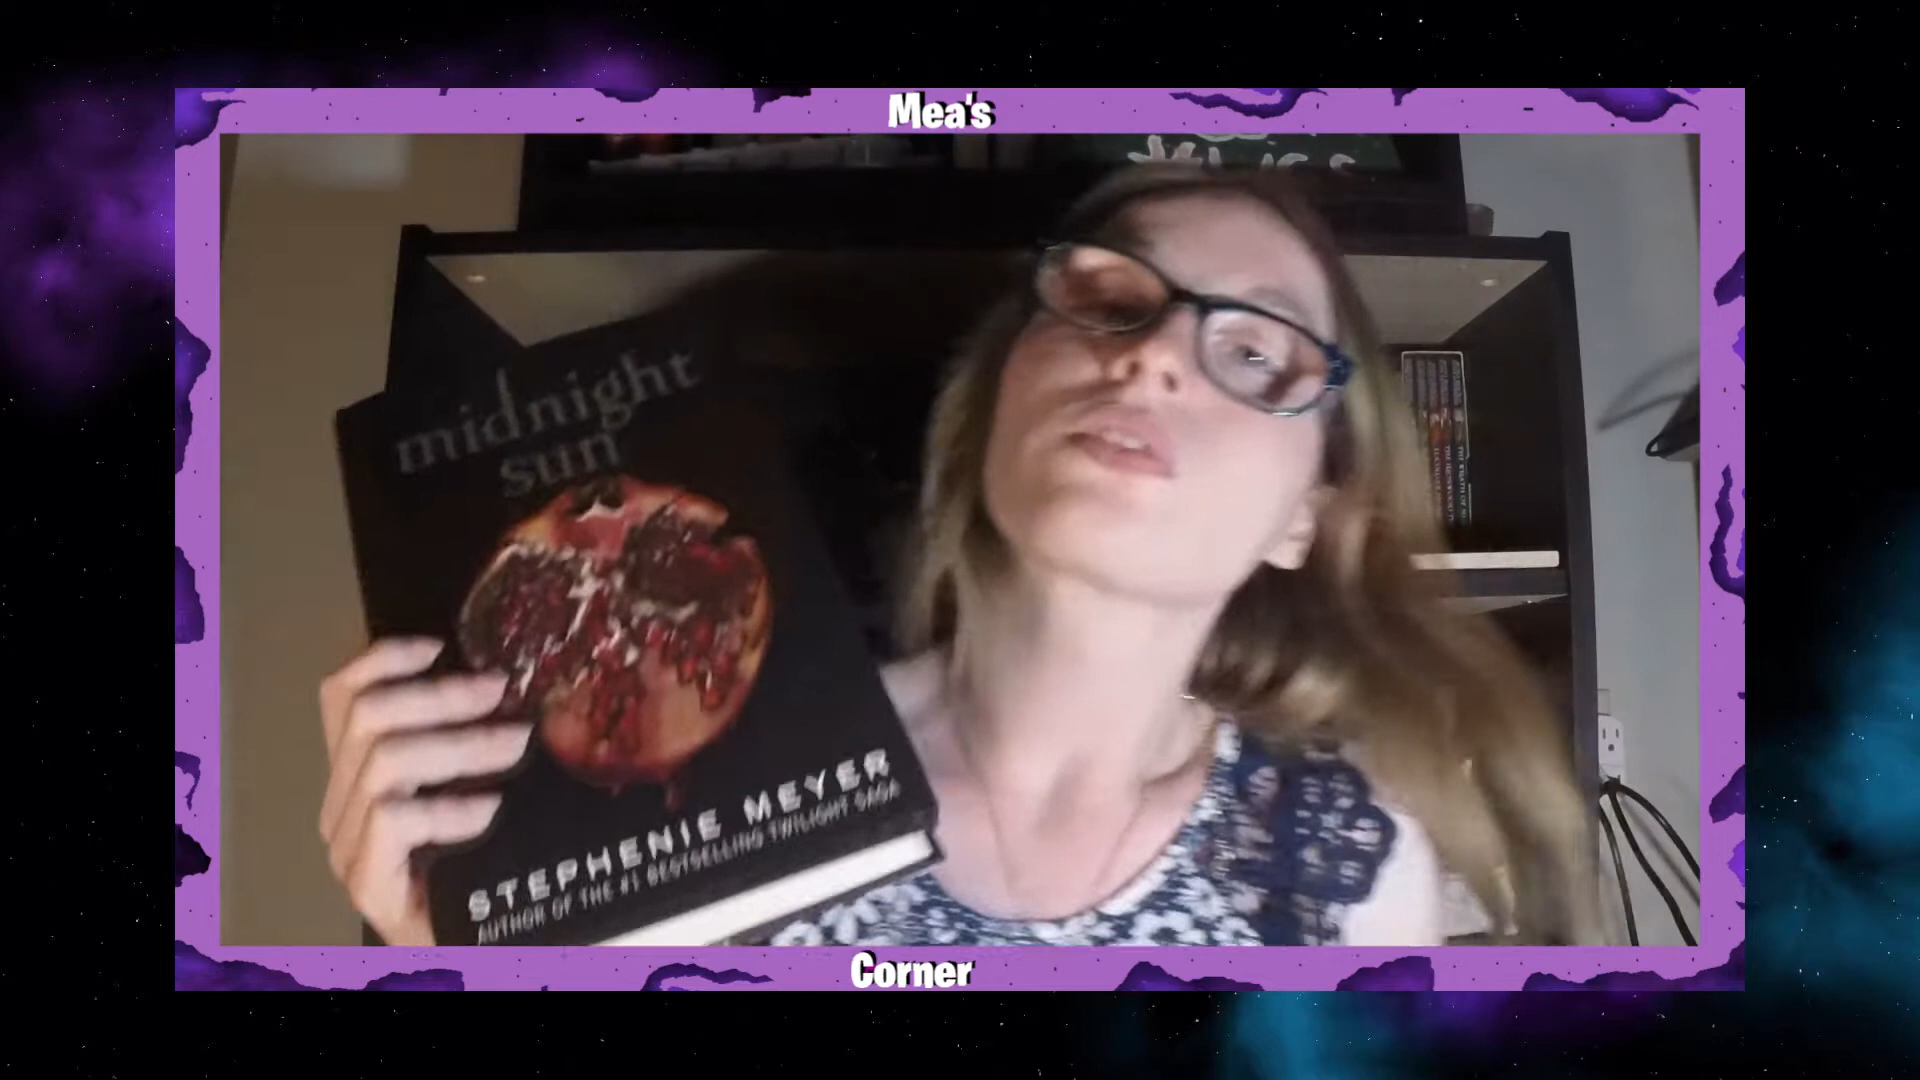 Mea's
midnight
sun
STEPHENIE MEYER
AUTHOR OF THE #1 BESTSELLING TWILIGHT SAGA
Corner